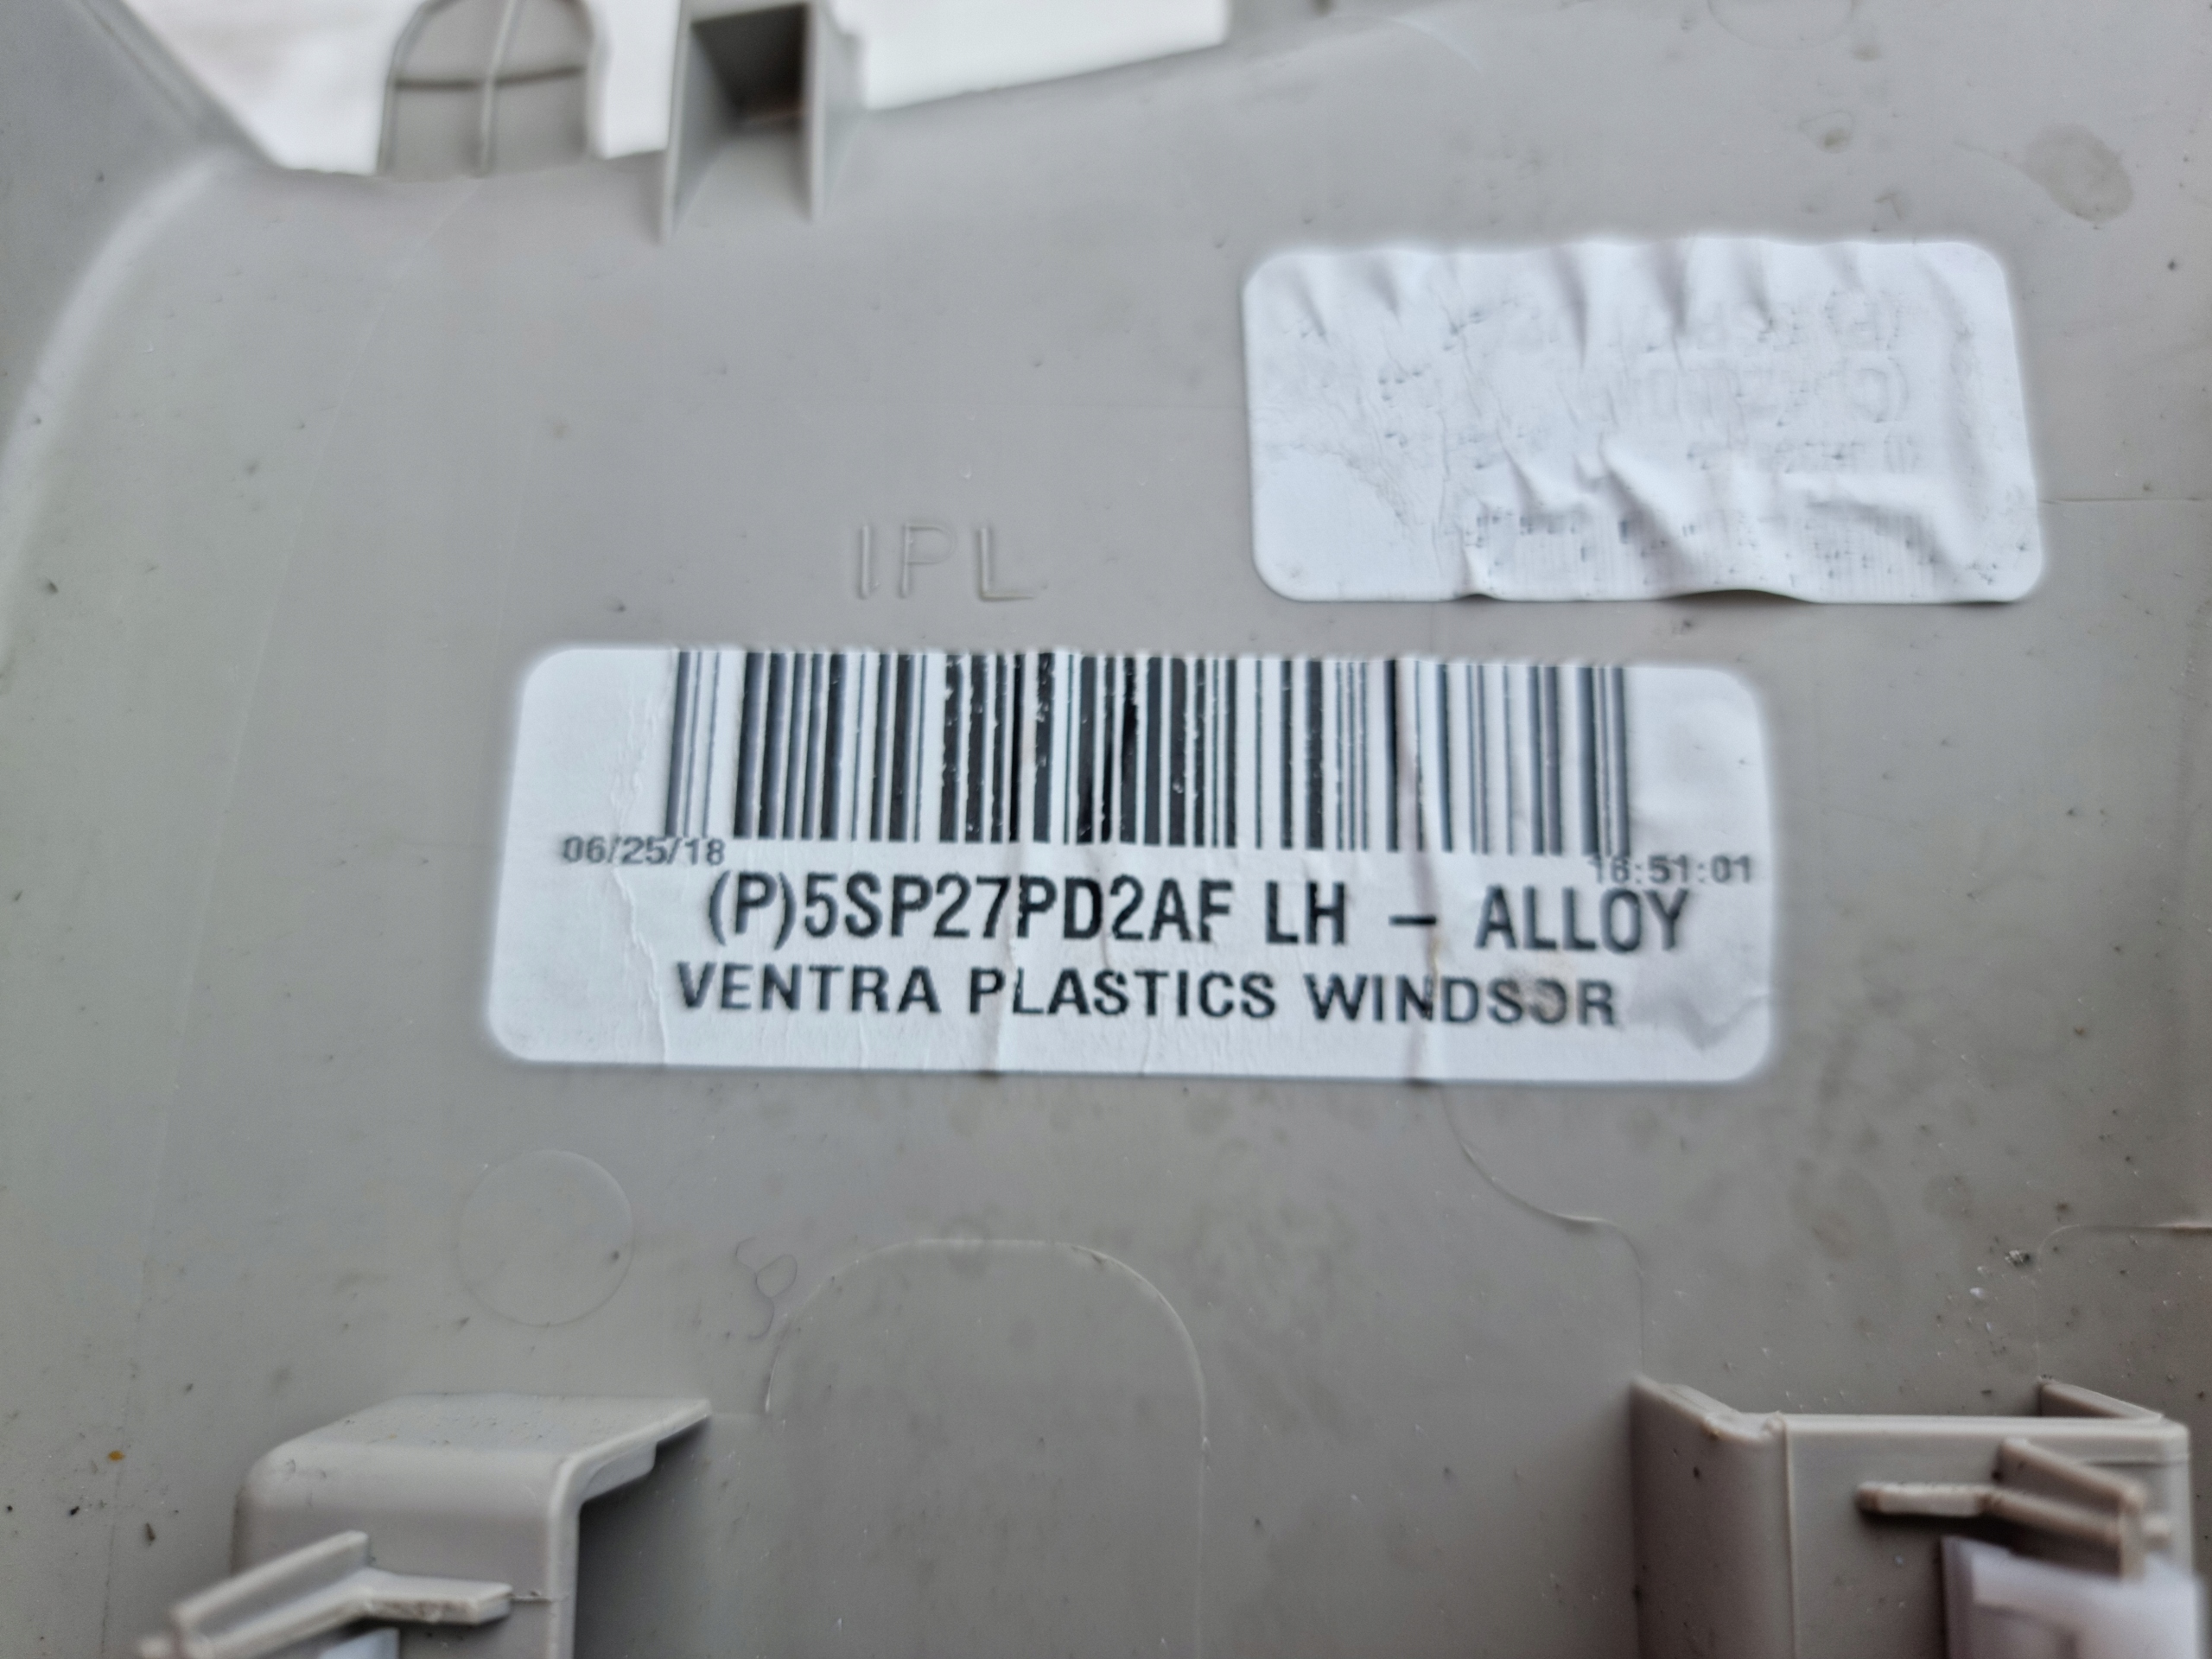 IPL
06/25/18
16:51:01
(P)5SP27PD2AF LH - ALLOY
VENTRA PLASTICS WINDSOR